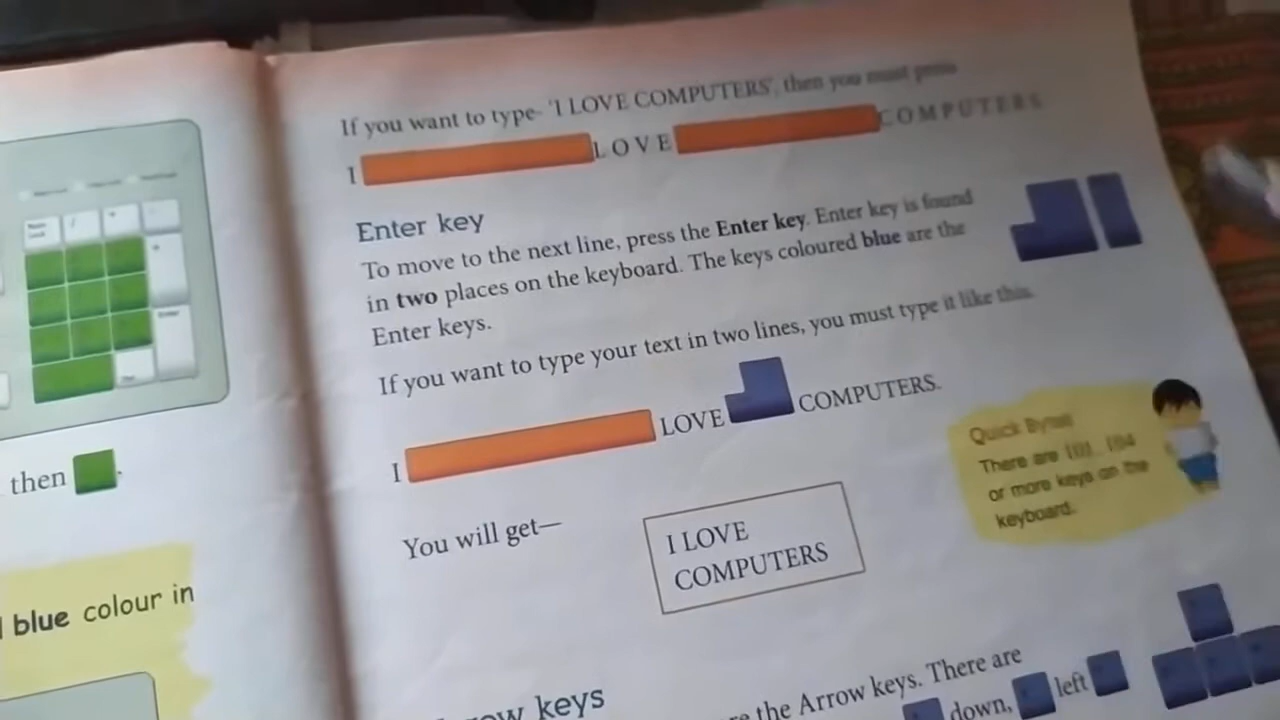 then
blue colour in
If you want to type- 'I LOVE COMPUTERS', then you must press
I LOVE COMPUTERS
Enter key
To move to the next line, press the Enter key. Enter key is found
in two places on the keyboard. The keys coloured blue are the
Enter keys.
If you want to type your text in two lines, you must type it like this.
I LOVE COMPUTERS.
You will get—
I LOVE
COMPUTERS
Quick Bytes
There are 101, 104
or more keys on the
keyboard.
keys
the Arrow keys. There are
down, left